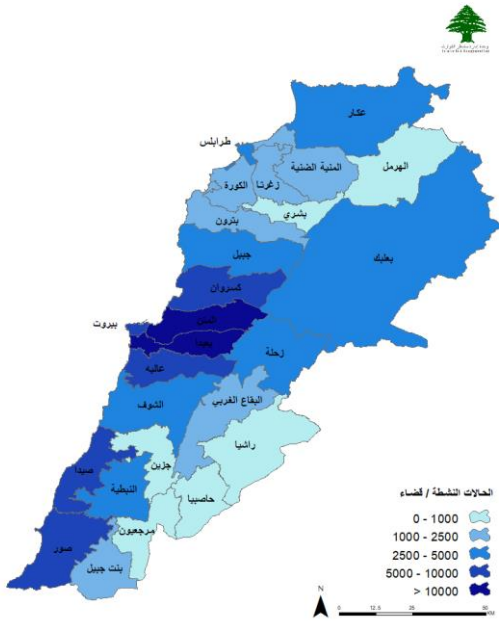 عكار
طرابلس
المنية الضنية
الهرمل
زغرتا
الكورة
بشري
بترون
بعلبك
جبيل
كسروان
المتن
بيروت
بعبدا
زحلة
عاليه
البقاع الغربي
الشوف
راشيا
جزين
صيدا
النبطية
حاصبيا
مرجعيون
صور
بنت جبيل
الحالات النشطة / قضاء
0 - 1000
1000 - 2500
2500 - 5000
5000 - 10000
> 10000
N
0 12.5 25 50
KM